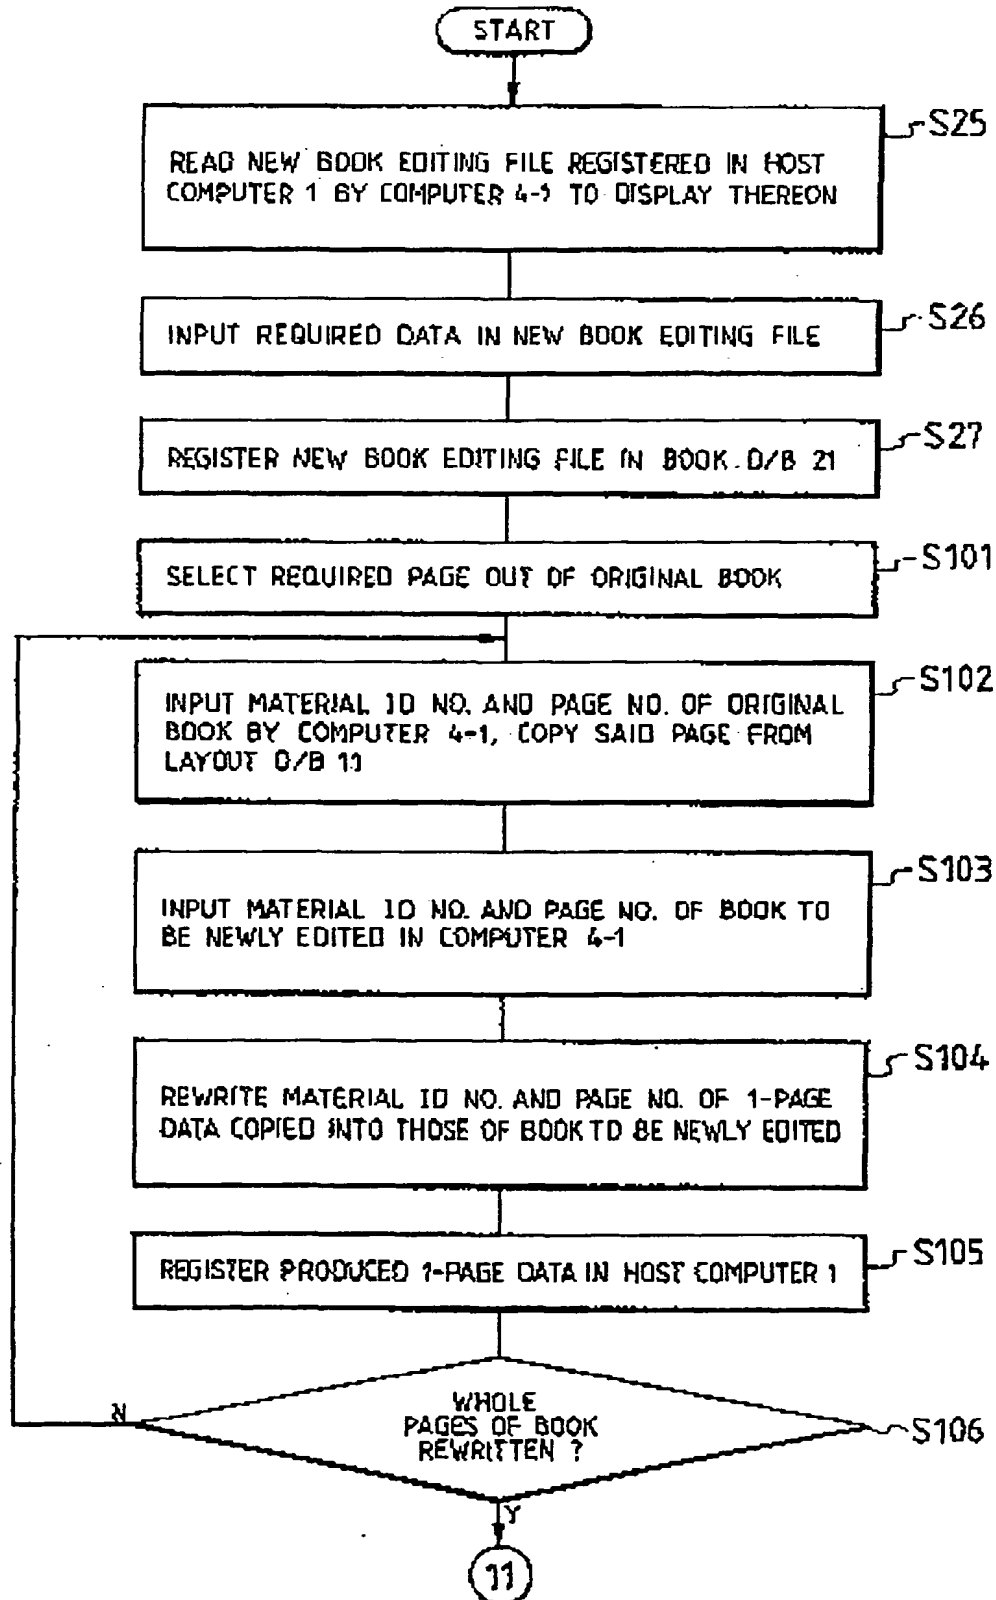 START
S25
READ NEW BOOK EDITING FILE REGISTERED IN HOST
COMPUTER 1 BY COMPUTER 4-1 TO DISPLAY THEREON
S26
INPUT REQUIRED DATA IN NEW BOOK EDITING FILE
S27
REGISTER NEW BOOK EDITING FILE IN BOOK D/B 21
S101
SELECT REQUIRED PAGE OUT OF ORIGINAL BOOK
S102
INPUT MATERIAL ID NO. AND PAGE NO. OF ORIGINAL
BOOK BY COMPUTER 4-1, COPY SAID PAGE FROM
LAYOUT D/B 11
S103
INPUT MATERIAL ID NO. AND PAGE NO. OF BOOK TO
BE NEWLY EDITED IN COMPUTER 4-1
S104
REWRITE MATERIAL ID NO. AND PAGE NO. OF 1-PAGE
DATA COPIED INTO THOSE OF BOOK TO BE NEWLY EDITED
S105
REGISTER PRODUCED 1-PAGE DATA IN HOST COMPUTER 1
N
WHOLE
PAGES OF BOOK
REWRITTEN ?
S106
Y
11